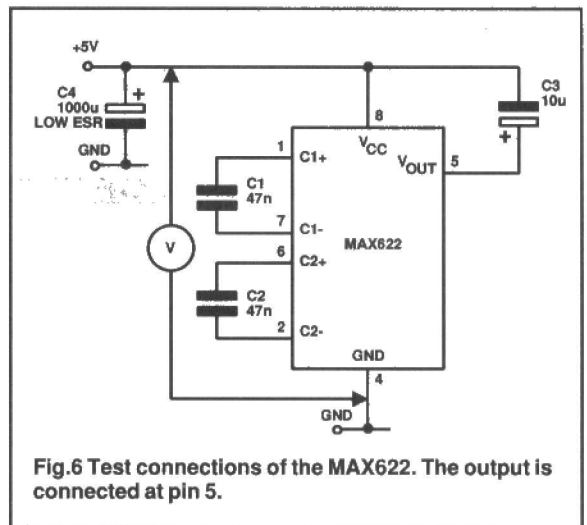 +5V
C4
1000u
LOW ESR
+
GND
C3
10u
+
8
VCC
VOUT
5
1
C1+
C1
47n
7
C1-
V
MAX622
6
C2+
C2
47n
2
C2-
GND
4
GND
Fig.6 Test connections of the MAX622. The output is
connected at pin 5.